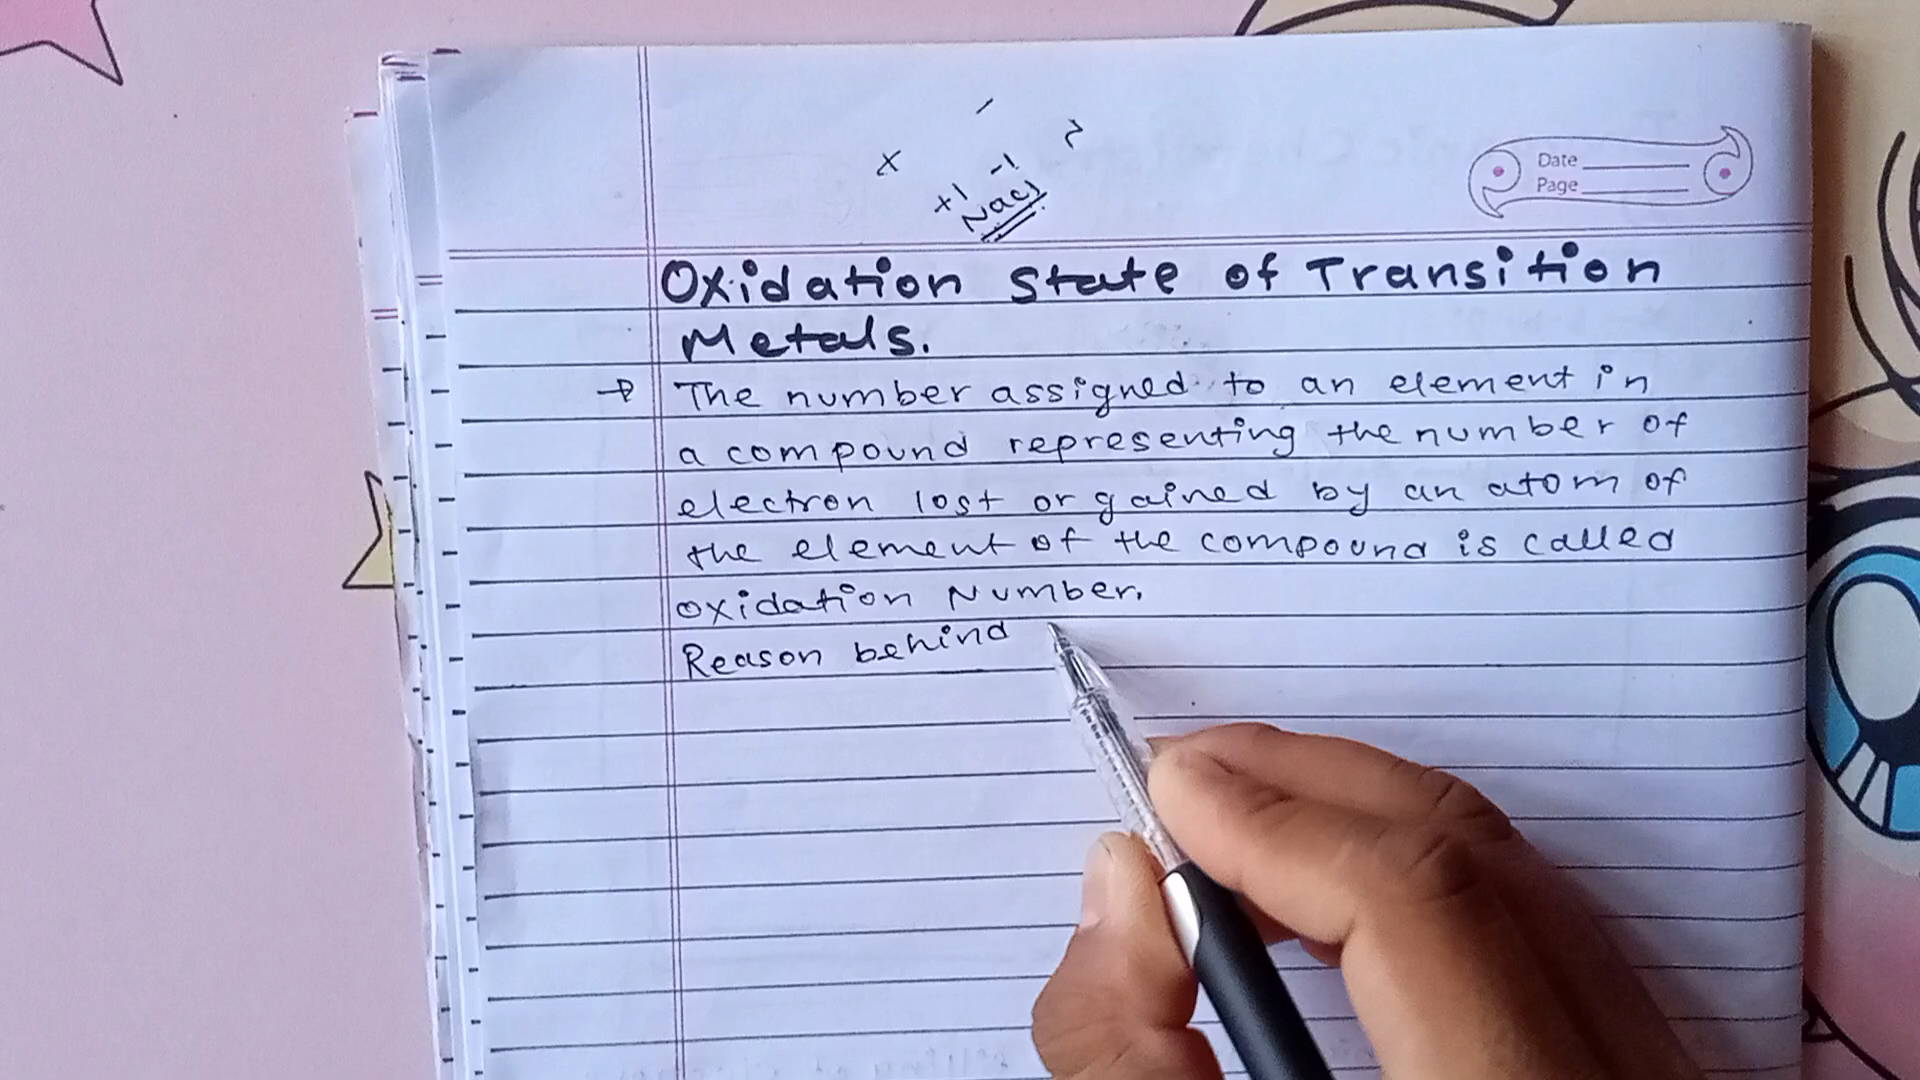 -1
+1
NaCl
Date
Page
Oxidation State of Transition
Metals.
The number assigned to an element in
a compound representing the number of
electron lost or gained by an atom of
the element of the compound is called
oxidation Number.
Reason behind